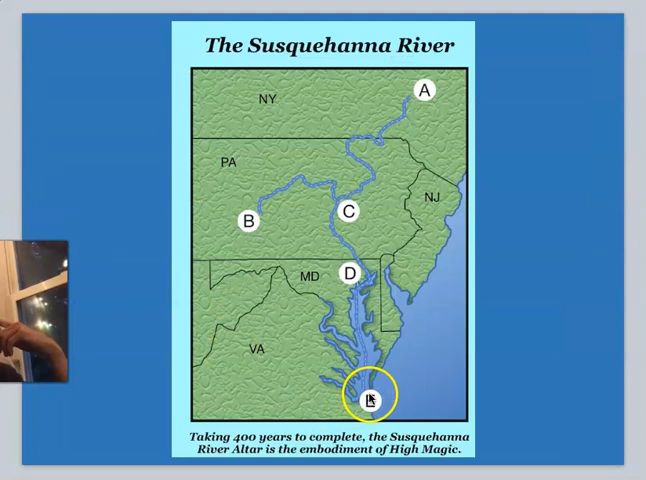 The Susquehanna River
NY
A
PA
NJ
B
C
MD
D
VA
E
Taking 400 years to complete, the Susquehanna
River Altar is the embodiment of High Magic.